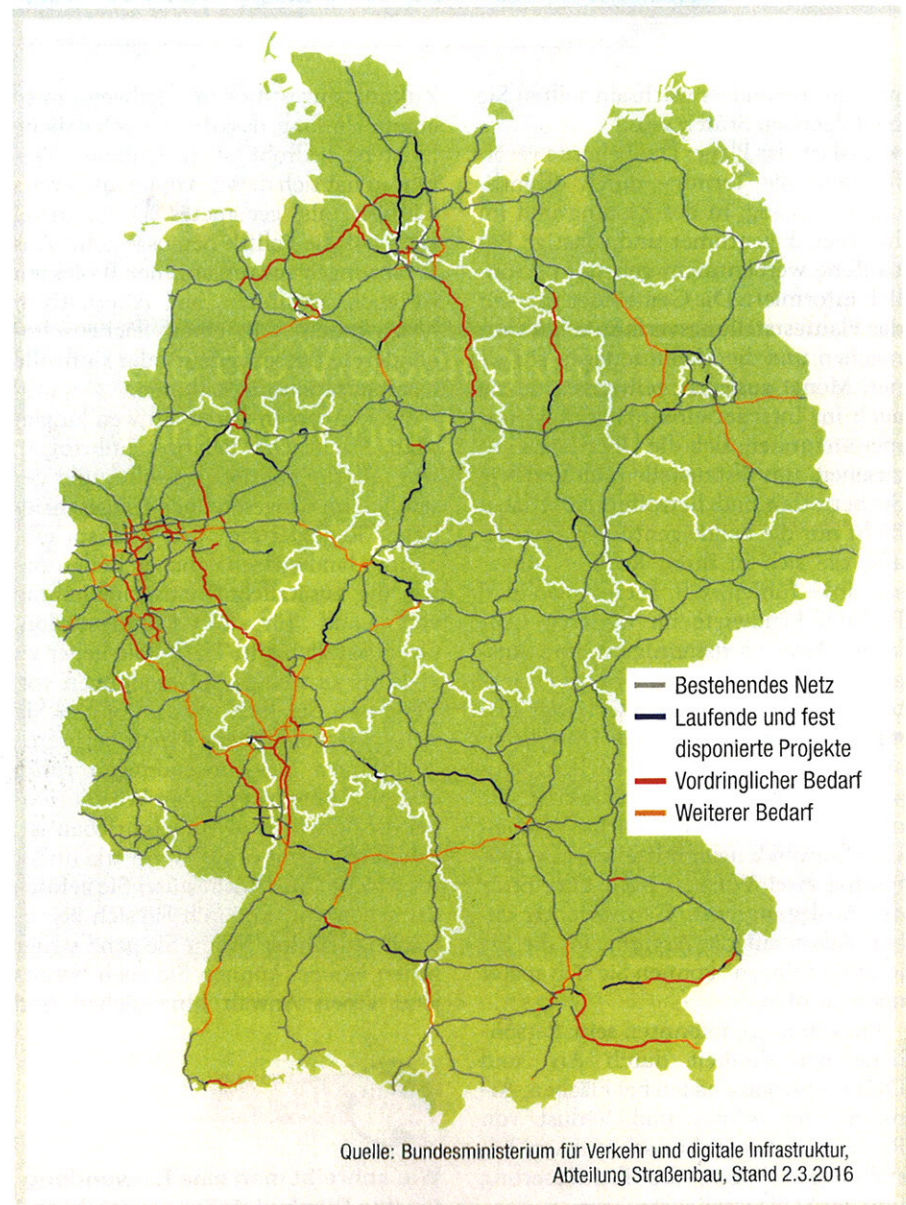 Bestehendes Netz
Laufende und fest
disponierte Projekte
Vordringlicher Bedarf
Weiterer Bedarf
Quelle: Bundesministerium für Verkehr und digitale Infrastruktur,
Abteilung Straßenbau, Stand 2.3.2016